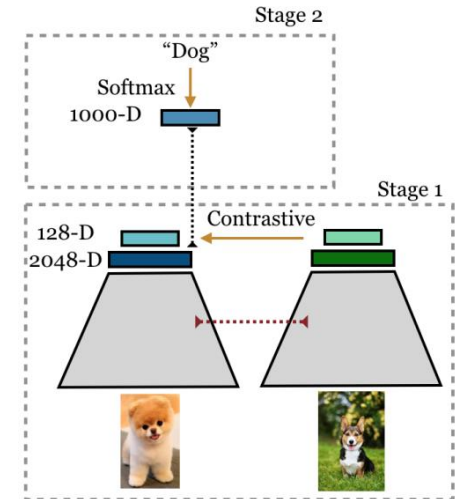 Stage 2
“Dog”
Softmax
1000-D
Stage 1
Contrastive
128-D
2048-D